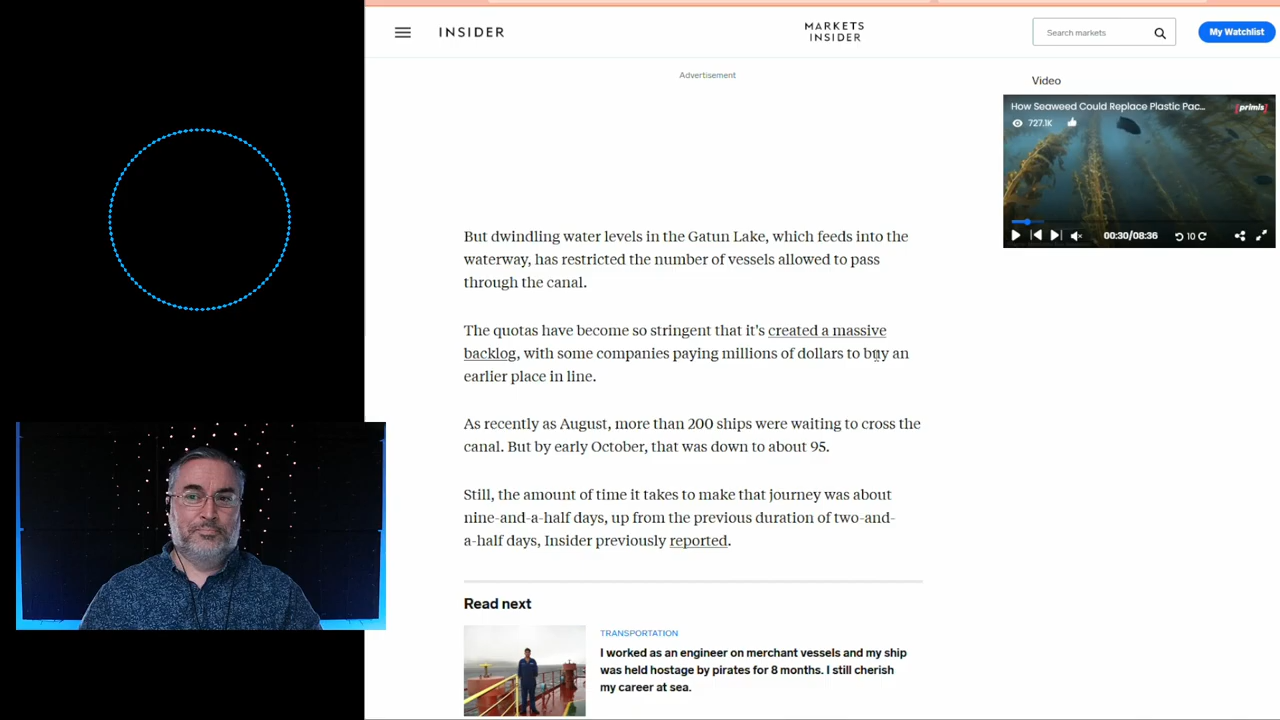 INSIDER
MARKETS
INSIDER
Search markets
My Watchlist
Advertisement
Video
How Seaweed Could Replace Plastic Pac...
primis
727.1K
00:30/08:36
10
But dwindling water levels in the Gatun Lake, which feeds into the
waterway, has restricted the number of vessels allowed to pass
through the canal.
The quotas have become so stringent that it's created a massive
backlog, with some companies paying millions of dollars to buy an
earlier place in line.
As recently as August, more than 200 ships were waiting to cross the
canal. But by early October, that was down to about 95.
Still, the amount of time it takes to make that journey was about
nine-and-a-half days, up from the previous duration of two-and-
a-half days, Insider previously reported.
Read next
TRANSPORTATION
I worked as an engineer on merchant vessels and my ship
was held hostage by pirates for 8 months. I still cherish
my career at sea.